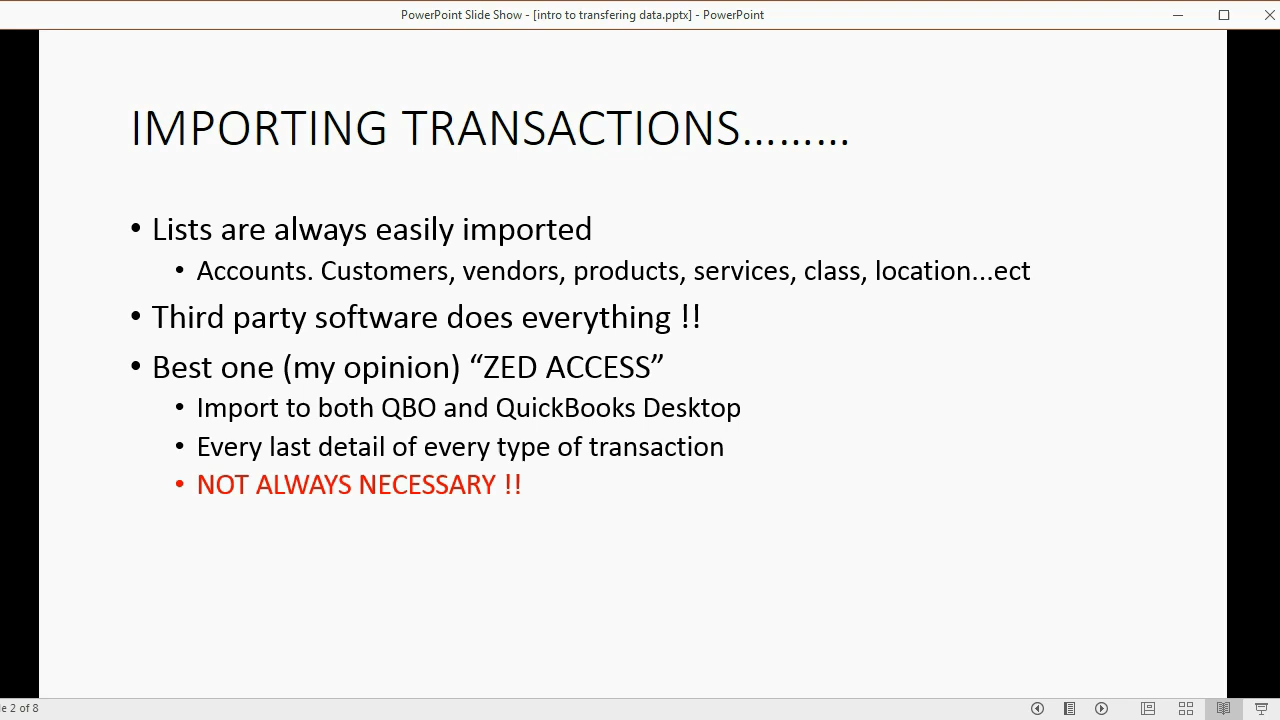 PowerPoint Slide Show - [intro to transfering data.pptx] - PowerPoint
IMPORTING TRANSACTIONS.........
• Lists are always easily imported
• Accounts. Customers, vendors, products, services, class, location...ect
• Third party software does everything !!
• Best one (my opinion) “ZED ACCESS”
• Import to both QBO and QuickBooks Desktop
• Every last detail of every type of transaction
• NOT ALWAYS NECESSARY !!
le 2 of 8